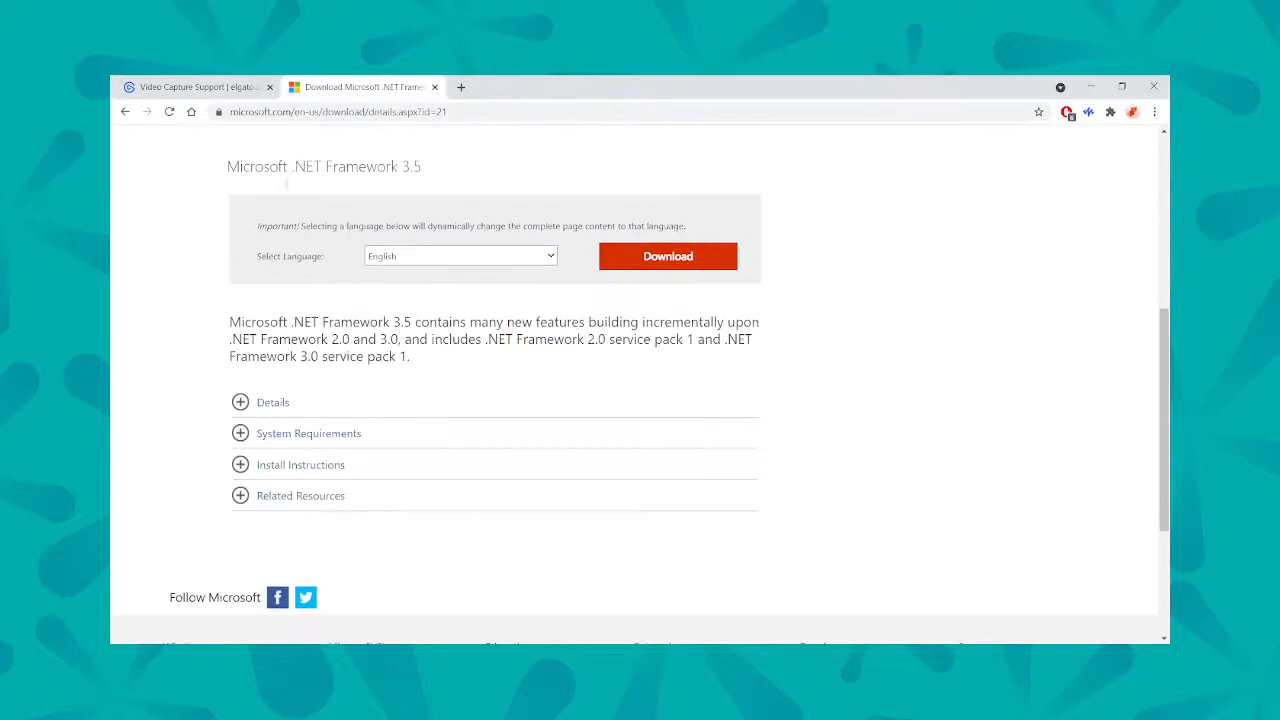 Video Capture Support | elgato.
Download Microsoft .NET Frame
microsoft.com/en-us/download/details.aspx?id=21
Microsoft .NET Framework 3.5
Important! Selecting a language below will dynamically change the complete page content to that language.
Select Language:
English
Download
Microsoft .NET Framework 3.5 contains many new features building incrementally upon
.NET Framework 2.0 and 3.0, and includes .NET Framework 2.0 service pack 1 and .NET
Framework 3.0 service pack 1.
Details
System Requirements
Install Instructions
Related Resources
Follow Microsoft